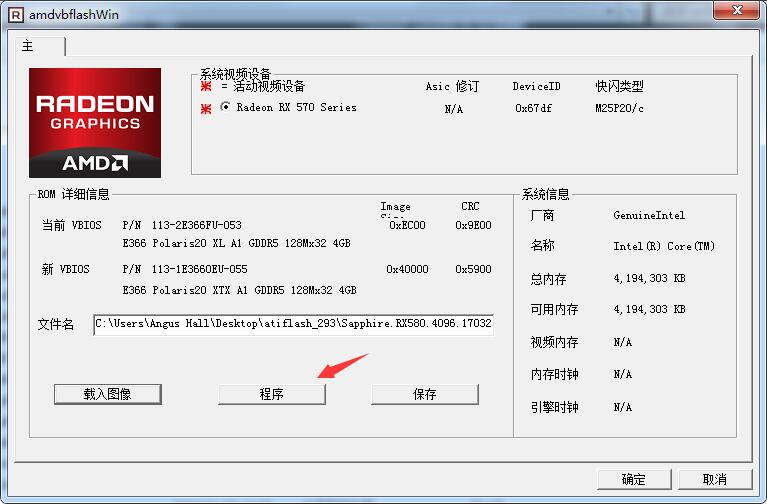 amdvbflashWin
主
RADEON
GRAPHICS
AMD
系统视频设备
= 活动视频设备 Asic 修订 DeviceID 快闪类型
Radeon RX 570 Series N/A 0x67df M25P20/c
ROM 详细信息
Image CRC
当前 VBIOS P/N 113-2E366FU-053 0xEC00 0x9E00
E366 Polaris20 XL A1 GDDR5 128Mx32 4GB
新 VBIOS P/N 113-1E3660EU-055 0x40000 0x5900
E366 Polaris20 XTX A1 GDDR5 128Mx32 4GB
文件名 C:\Users\Angus Hall\Desktop\atiflash_293\Sapphire.RX580.4096.17032
载入图像 程序 保存
系统信息
厂商 GenuineIntel
名称 Intel(R) Core(TM)
总内存 4,194,303 KB
可用内存 4,194,303 KB
视频内存 N/A
内存时钟 N/A
引擎时钟 N/A
确定 取消